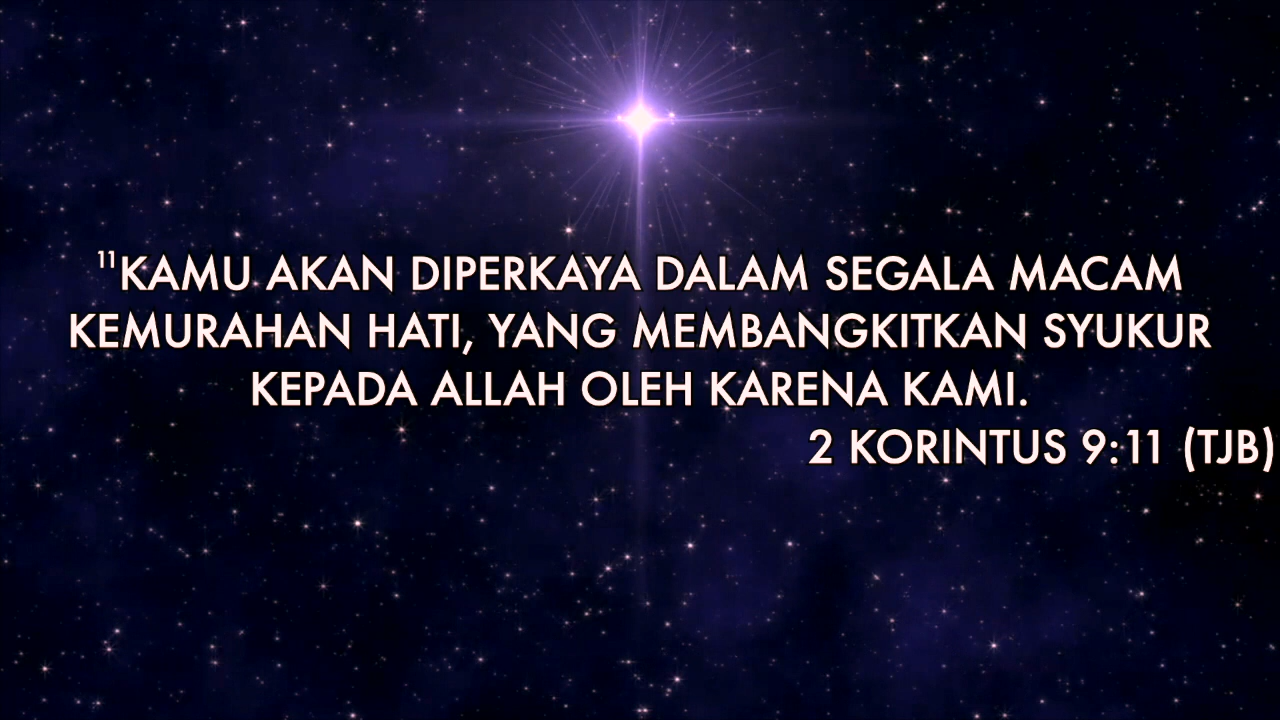 ¹¹KAMU AKAN DIPERKAYA DALAM SEGALA MACAM
KEMURAHAN HATI, YANG MEMBANGKITKAN SYUKUR
KEPADA ALLAH OLEH KARENA KAMI.
2 KORINTUS 9:11 (TJB)